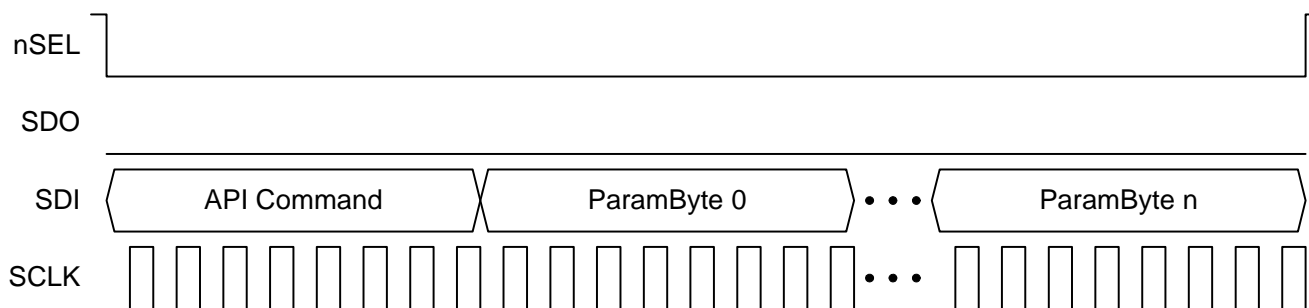 nSEL
SDO
SDI API Command ParamByte 0 • • • ParamByte n
SCLK • • •